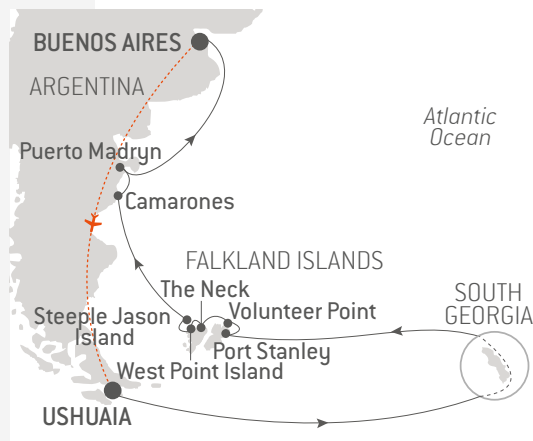 BUENOS AIRES
ARGENTINA
Atlantic
Ocean
Puerto Madryn
Camarones
FALKLAND ISLANDS
The Neck
Steeple Jason
Island
Volunteer Point
SOUTH
GEORGIA
Port Stanley
West Point Island
USHUAIA